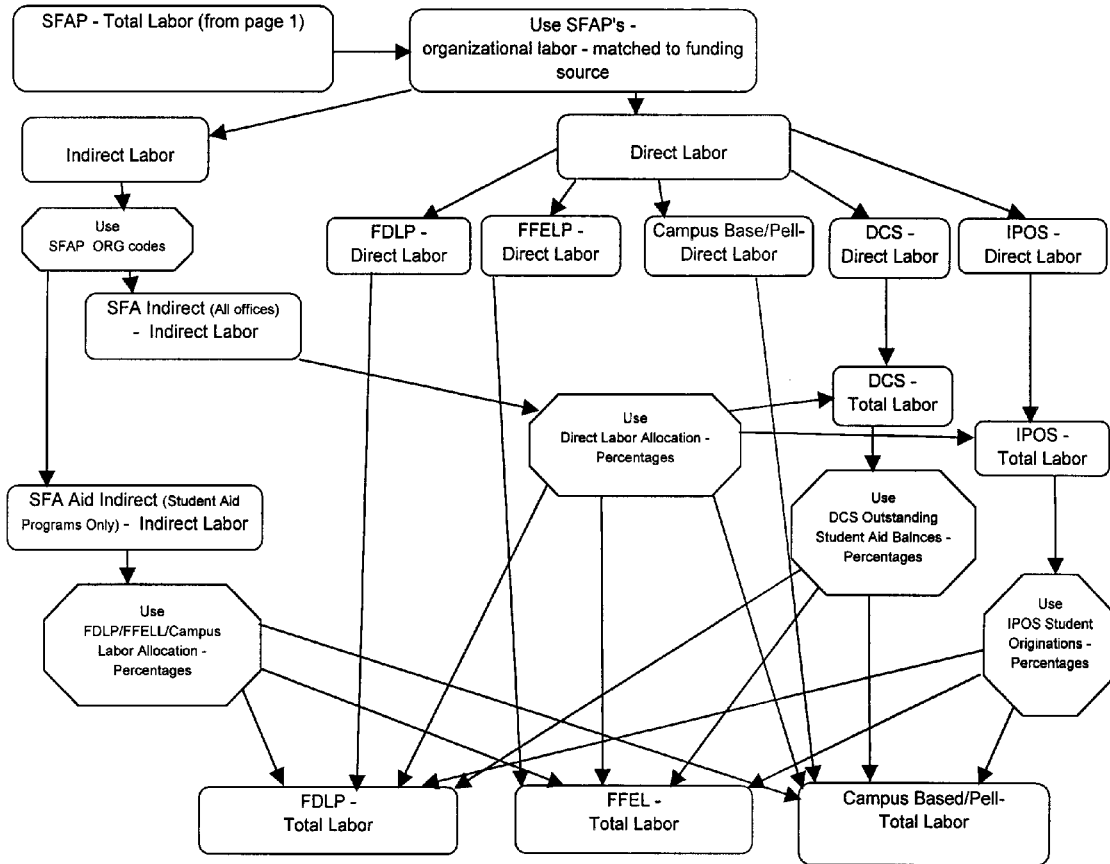 SFAP - Total Labor (from page 1)
Use SFAP's -
organizational labor - matched to funding
source
Indirect Labor
Direct Labor
Use
SFAP ORG codes
FDLP -
Direct Labor
FFELP -
Direct Labor
Campus Base/Pell-
Direct Labor
DCS -
Direct Labor
IPOS -
Direct Labor
SFA Indirect (All offices)
- Indirect Labor
DCS -
Total Labor
Use
Direct Labor Allocation -
Percentages
IPOS -
Total Labor
SFA Aid Indirect (Student Aid
Programs Only) - Indirect Labor
Use
DCS Outstanding
Student Aid Balnces -
Percentages
Use
FDLP/FFELL/Campus
Labor Allocation -
Percentages
Use
IPOS Student
Originations -
Percentages
FDLP -
Total Labor
FFEL -
Total Labor
Campus Based/Pell-
Total Labor